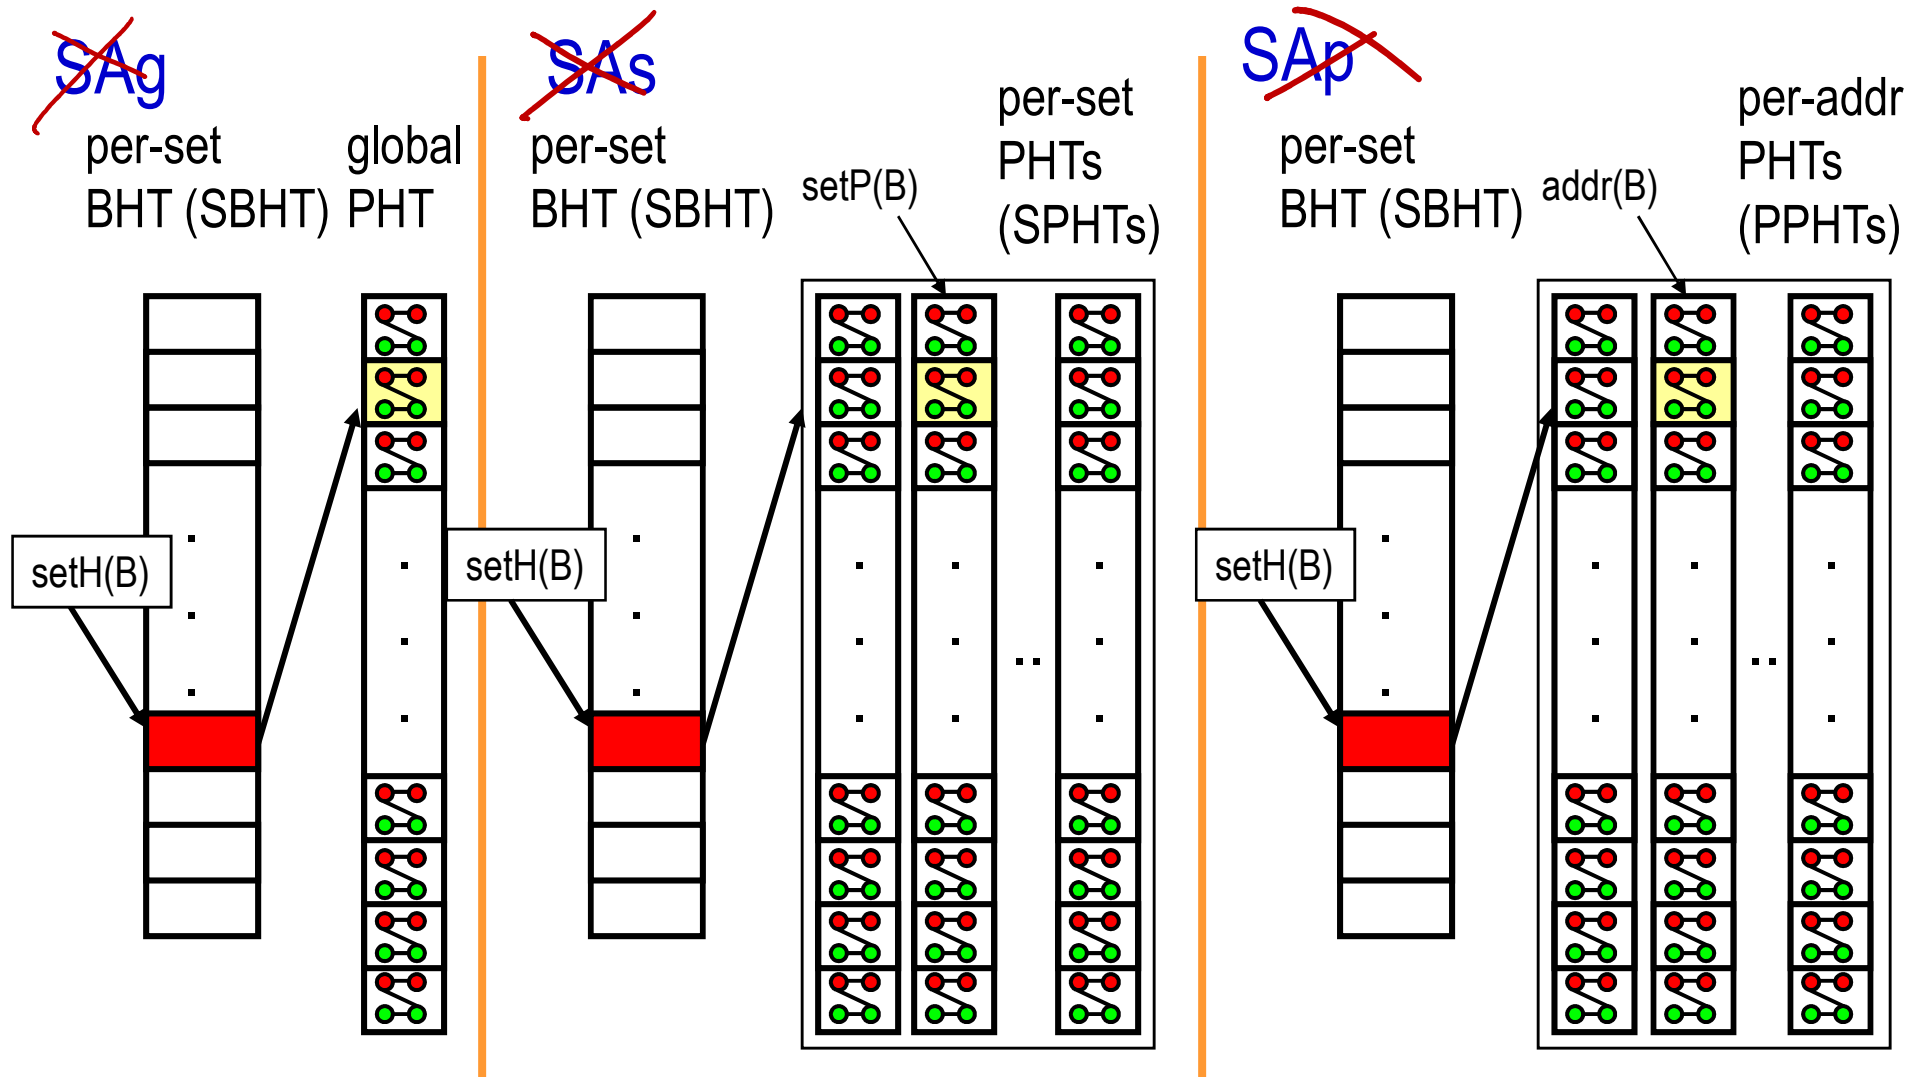 SAg
per-set
BHT (SBHT)
global
PHT
setH(B)
SAs
per-set
BHT (SBHT)
setP(B)
per-set
PHTs
(SPHTs)
setH(B)
..
SAp
per-set
BHT (SBHT)
addr(B)
per-addr
PHTs
(PPHTs)
setH(B)
..